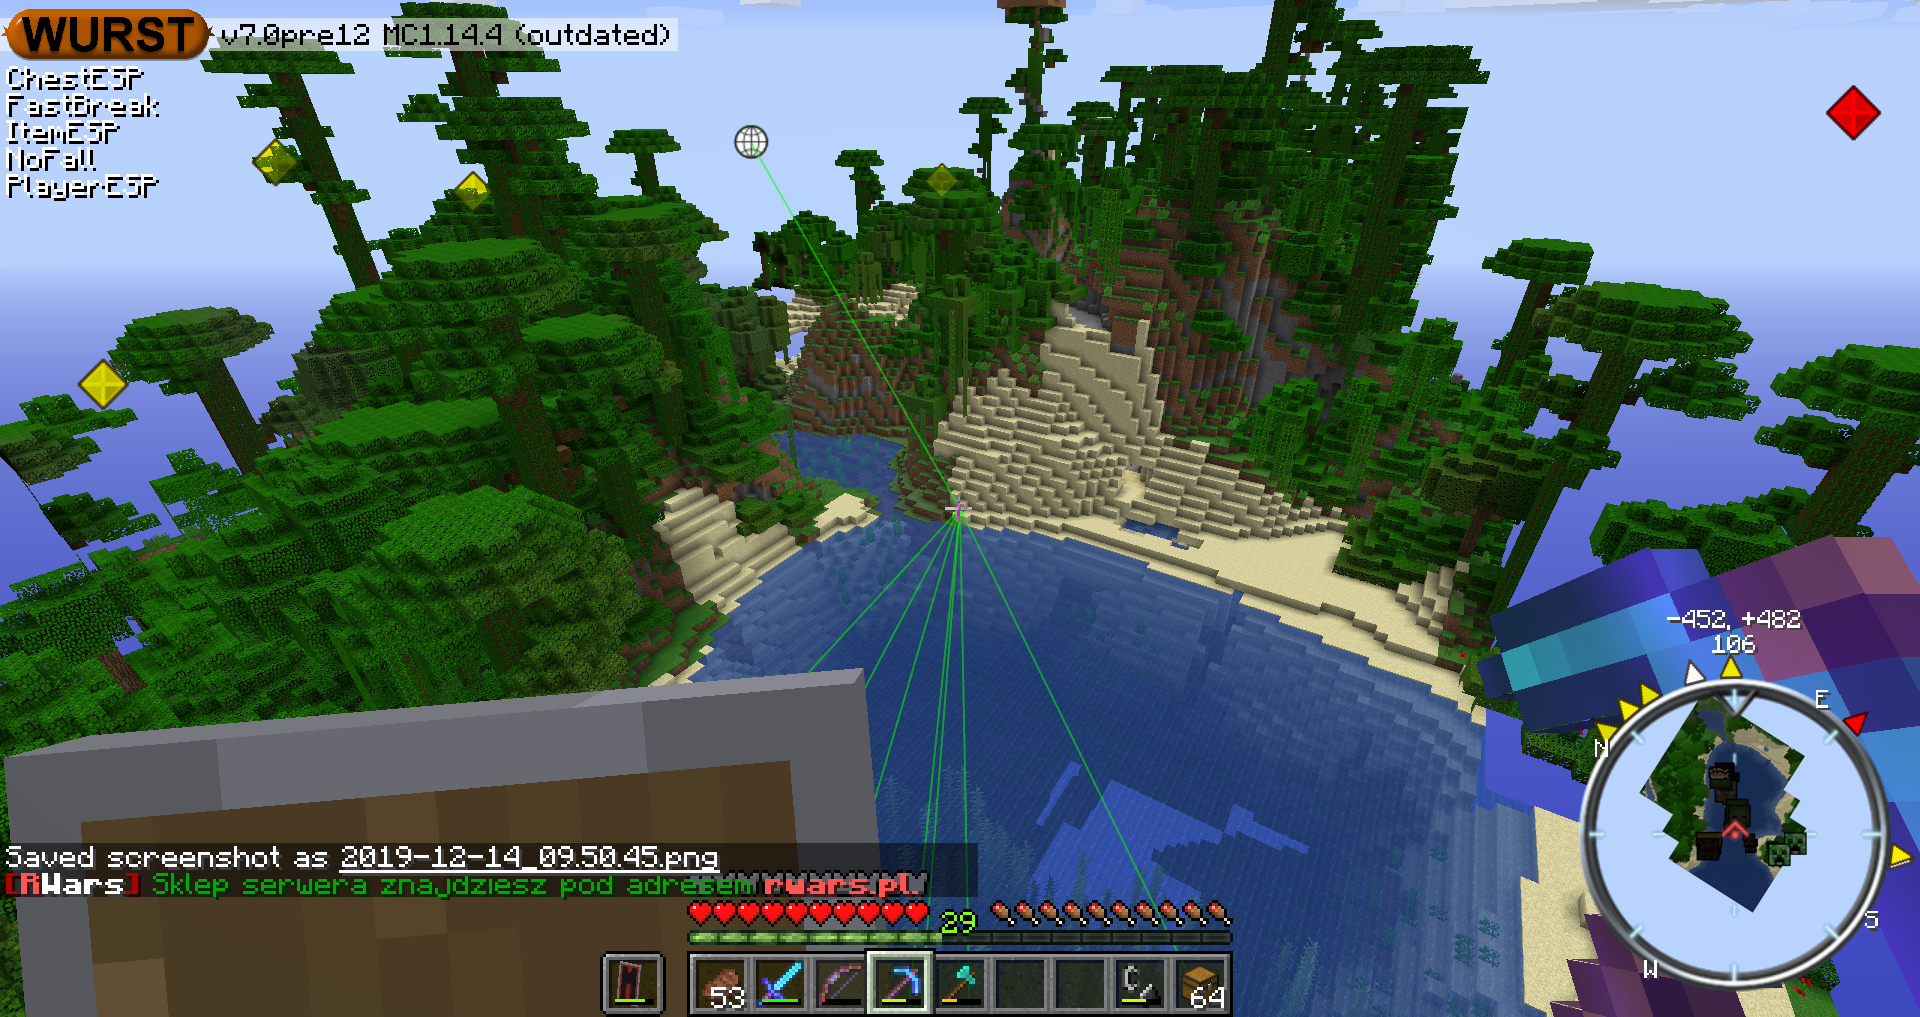 WURST v7.0pre12 MC1.14.4 (outdated)
ChestESP
FastBreak
ItemESP
NoFall
PlayerESP
-452, +482
106
E
N
S
W
Saved screenshot as 2019-12-14_09.50.45.png
[RWars] Sklep serwera znajdziesz pod adresem rwars.pl.
29
53
64